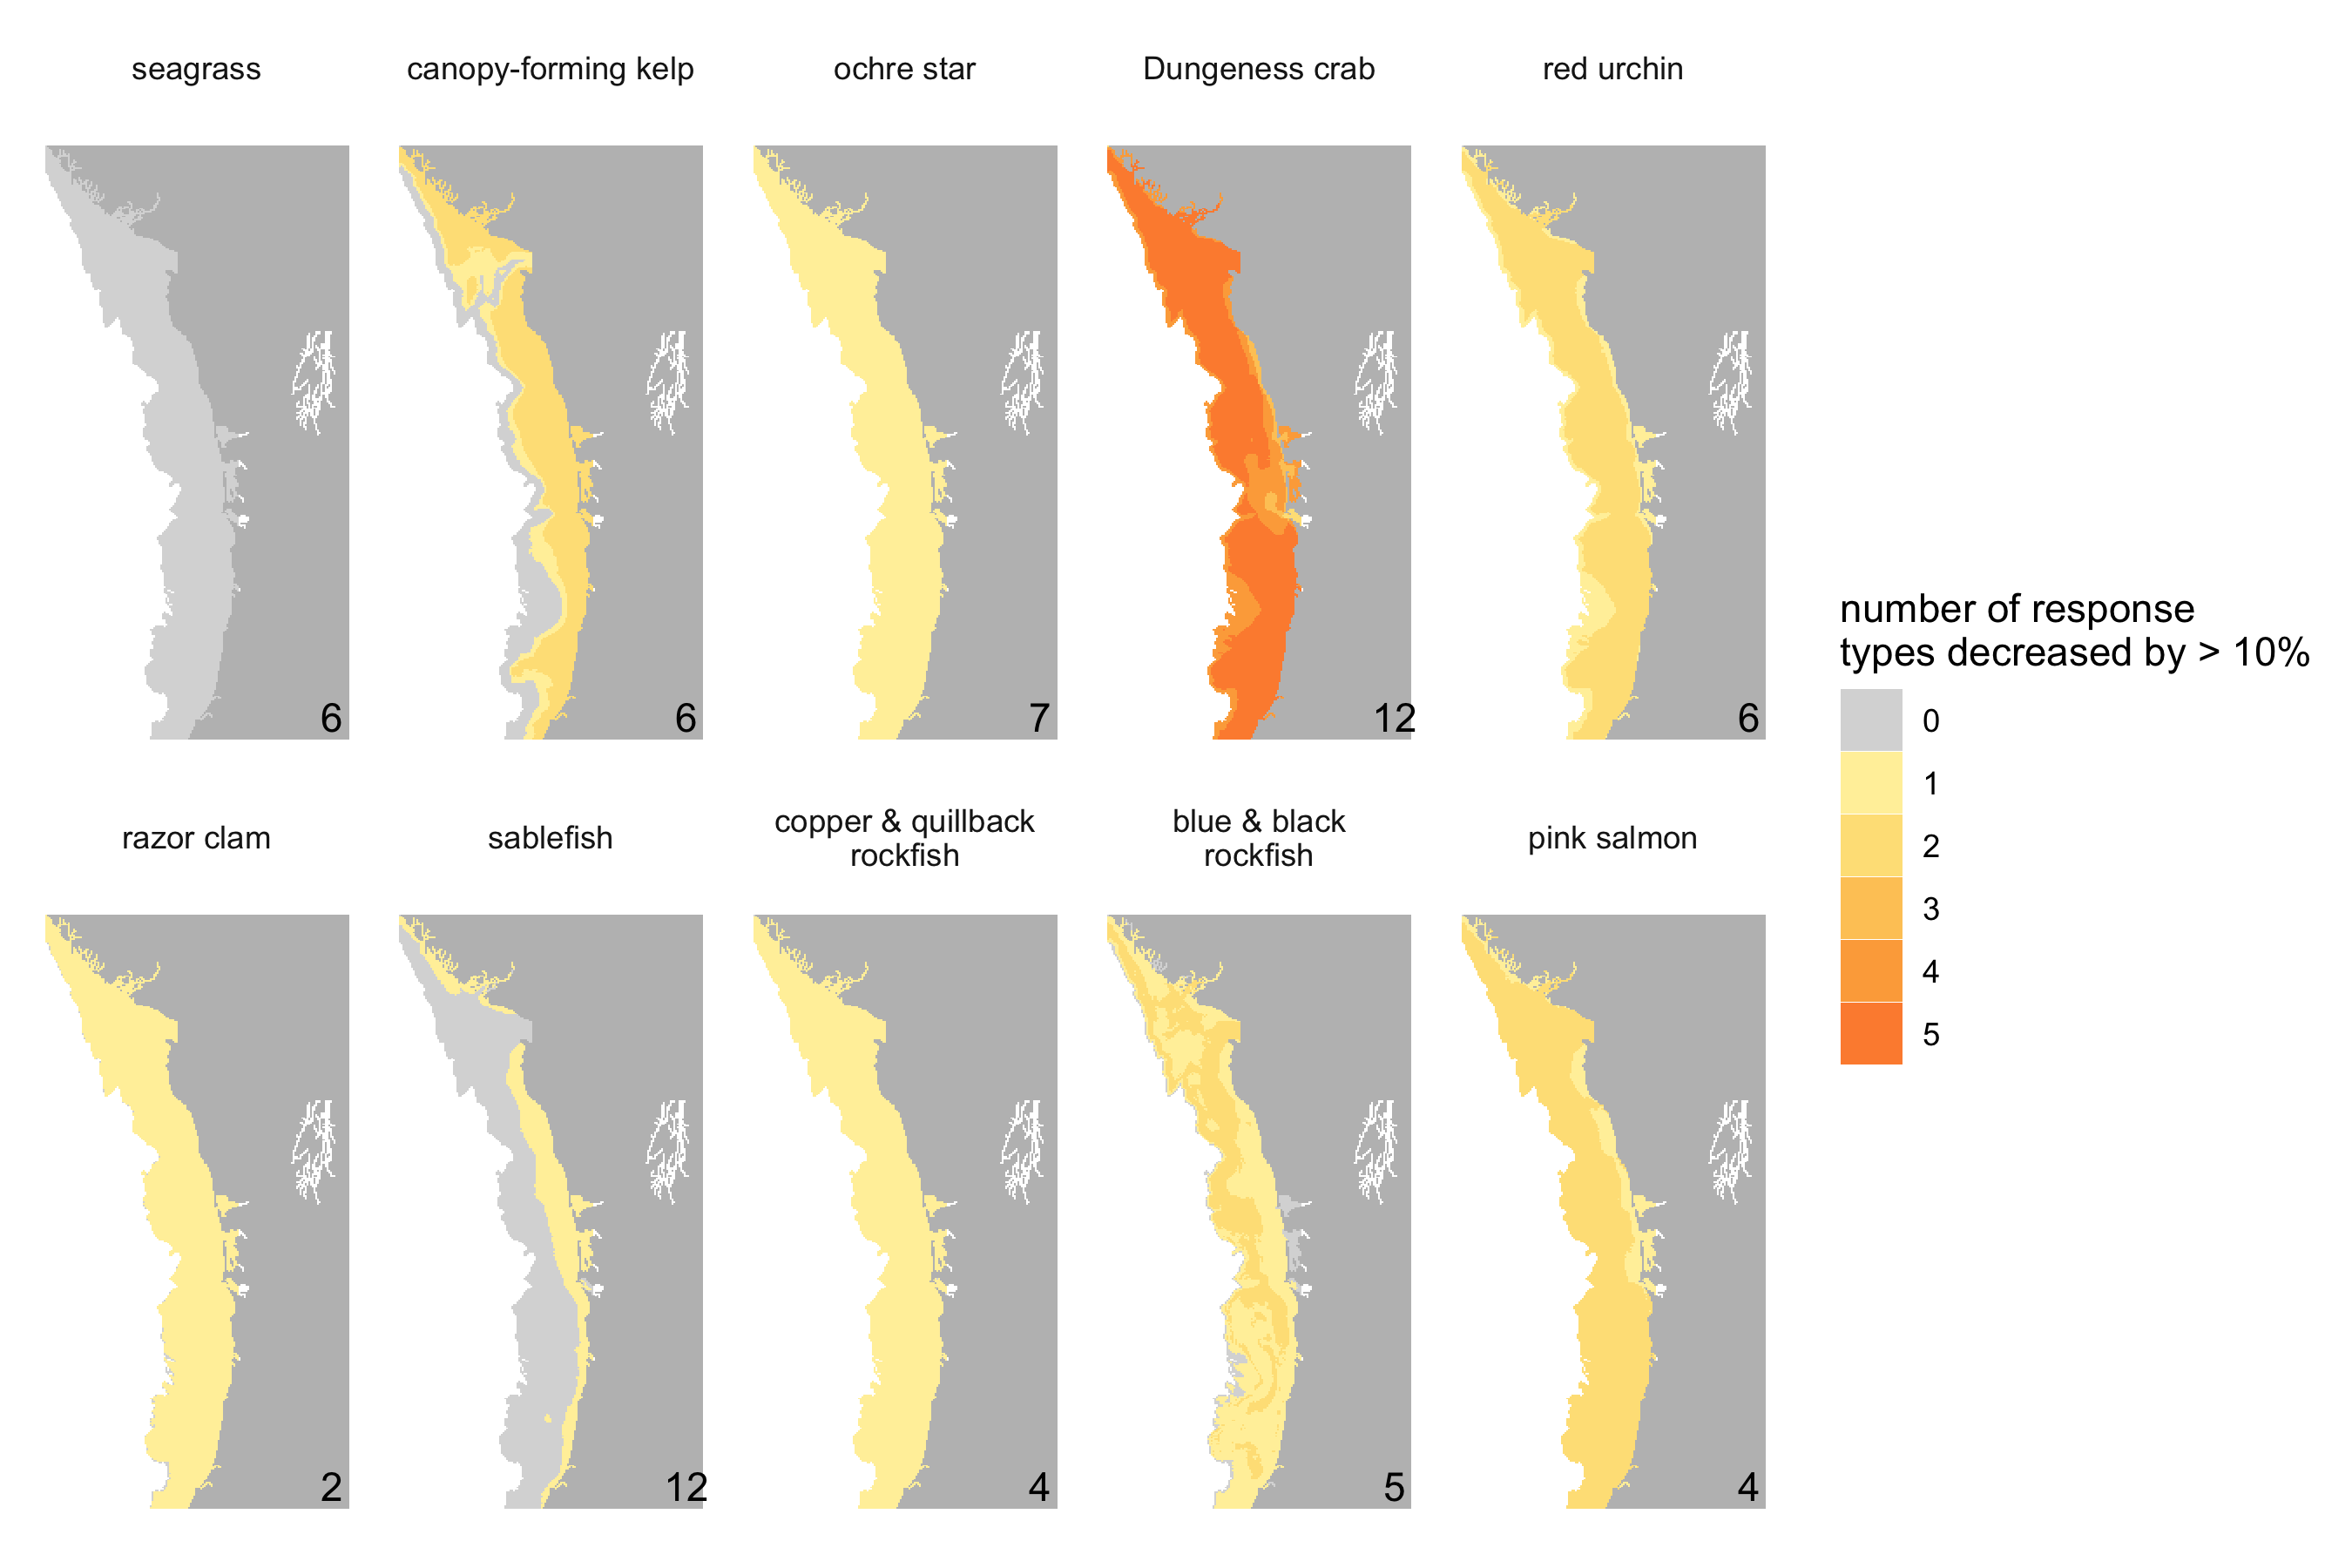 seagrass
canopy-forming kelp
ochre star
Dungeness crab
red urchin
6
6
7
12
6
razor clam
sablefish
copper & quillback
rockfish
blue & black
rockfish
pink salmon
2
12
4
5
4
number of response
types decreased by > 10%
0
1
2
3
4
5